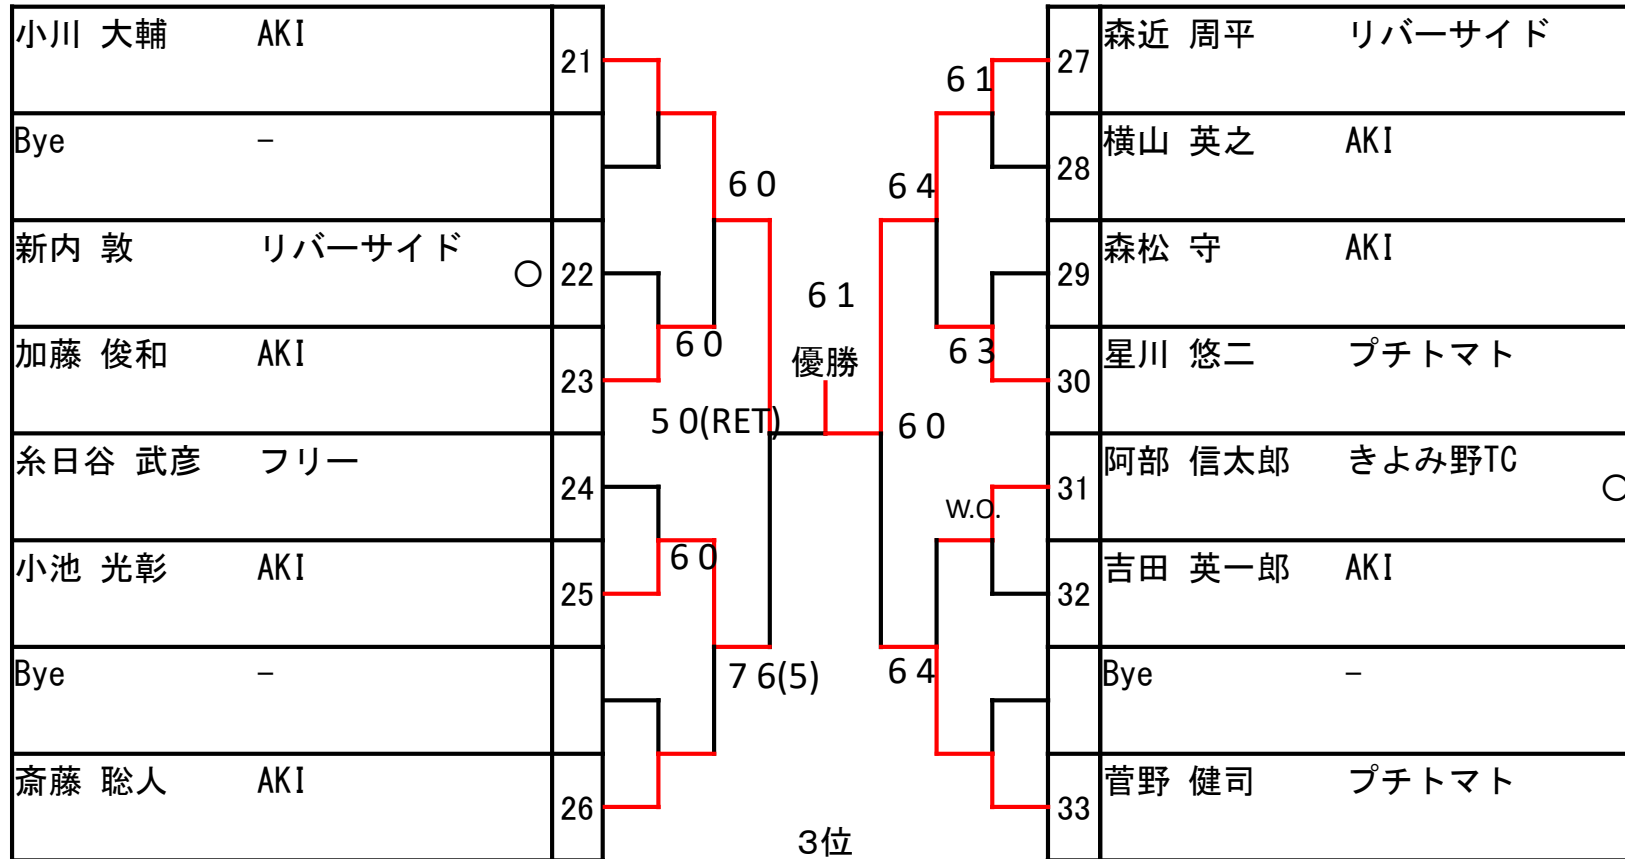 小川 大輔 AKI 21
Bye -
新内 敦 リバーサイド ○ 22
加藤 俊和 AKI 23
糸日谷 武彦 フリー 24
小池 光彰 AKI 25
Bye -
斎藤 聡人 AKI 26
6 0
6 0
5 0(RET)
6 0
7 6(5)
6 1
優勝
3位
6 1
6 4
6 3
6 0
W.O.
6 4
27 森近 周平 リバーサイド
28 横山 英之 AKI
29 森松 守 AKI
30 星川 悠二 プチトマト
31 阿部 信太郎 きよみ野TC ○
32 吉田 英一郎 AKI
Bye -
33 菅野 健司 プチトマト